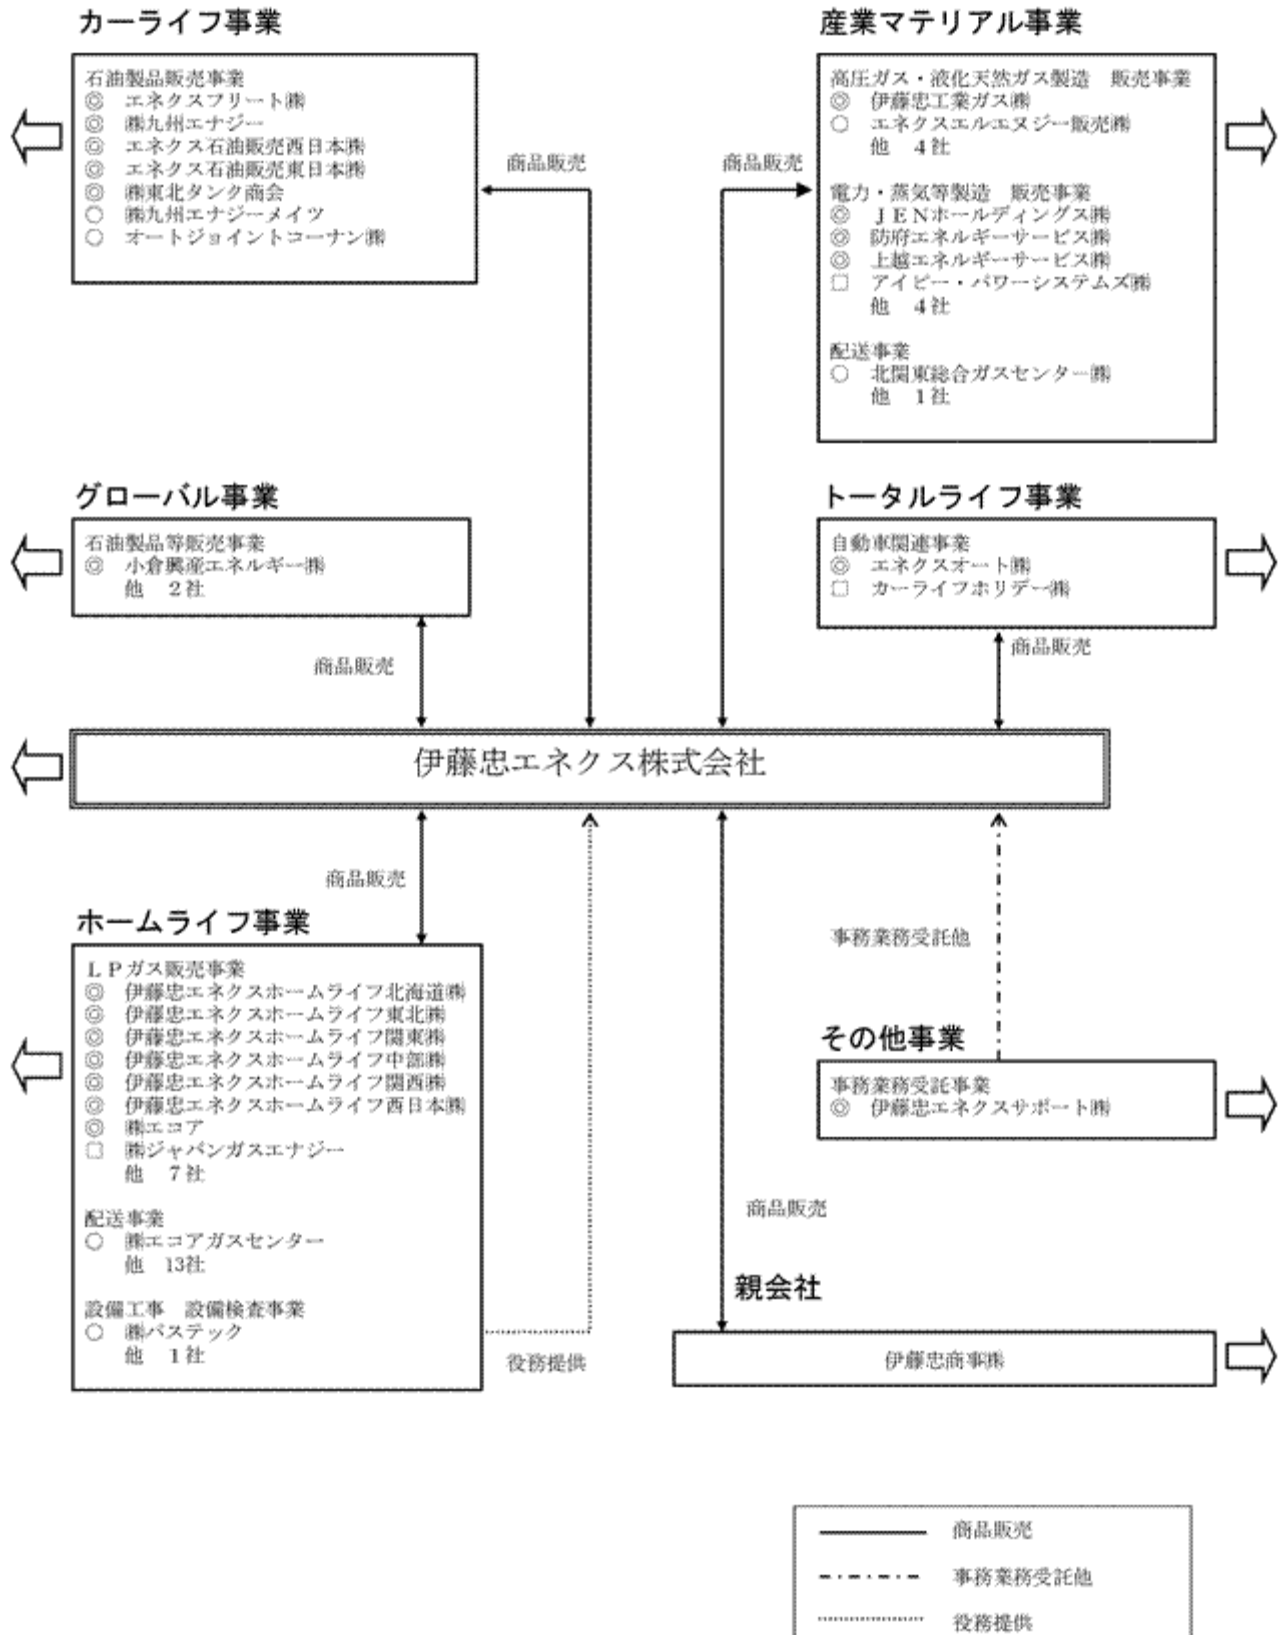 カーライフ事業
石油製品販売事業
◎ エネクスフリート㈱
◎ ㈱九州エナジー
◎ エネクス石油販売西日本㈱
◎ エネクス石油販売東日本㈱
◎ ㈱東北タンク商会
○ ㈱九州エナジーメイツ
○ オートジョイントコーナン㈱
商品販売
産業マテリアル事業
高圧ガス・液化天然ガス製造 販売事業
◎ 伊藤忠工業ガス㈱
○ エネクスエルエヌジー販売㈱
他 4社
電力・蒸気等製造 販売事業
◎ JENホールディングス㈱
◎ 防府エネルギーサービス㈱
◎ 上越エネルギーサービス㈱
□ アイピー・パワーシステムズ㈱
他 4社
配送事業
○ 北関東総合ガスセンター㈱
他 1社
商品販売
グローバル事業
石油製品等販売事業
◎ 小倉興産エネルギー㈱
他 2社
商品販売
トータルライフ事業
自動車関連事業
◎ エネクスオート㈱
□ カーライフホリデー㈱
商品販売
伊藤忠エネクス株式会社
商品販売
ホームライフ事業
LPガス販売事業
◎ 伊藤忠エネクスホームライフ北海道㈱
◎ 伊藤忠エネクスホームライフ東北㈱
◎ 伊藤忠エネクスホームライフ関東㈱
◎ 伊藤忠エネクスホームライフ中部㈱
◎ 伊藤忠エネクスホームライフ関西㈱
◎ 伊藤忠エネクスホームライフ西日本㈱
◎ ㈱エコア
□ ㈱ジャパンガスエナジー
他 7社
配送事業
○ ㈱エコアガスセンター
他 13社
設備工事 設備検査事業
○ ㈱バステック
他 1社
役務提供
事務業務受託他
その他事業
事務業務受託事業
◎ 伊藤忠エネクスサポート㈱
商品販売
親会社
伊藤忠商事㈱
商品販売
事務業務受託他
役務提供